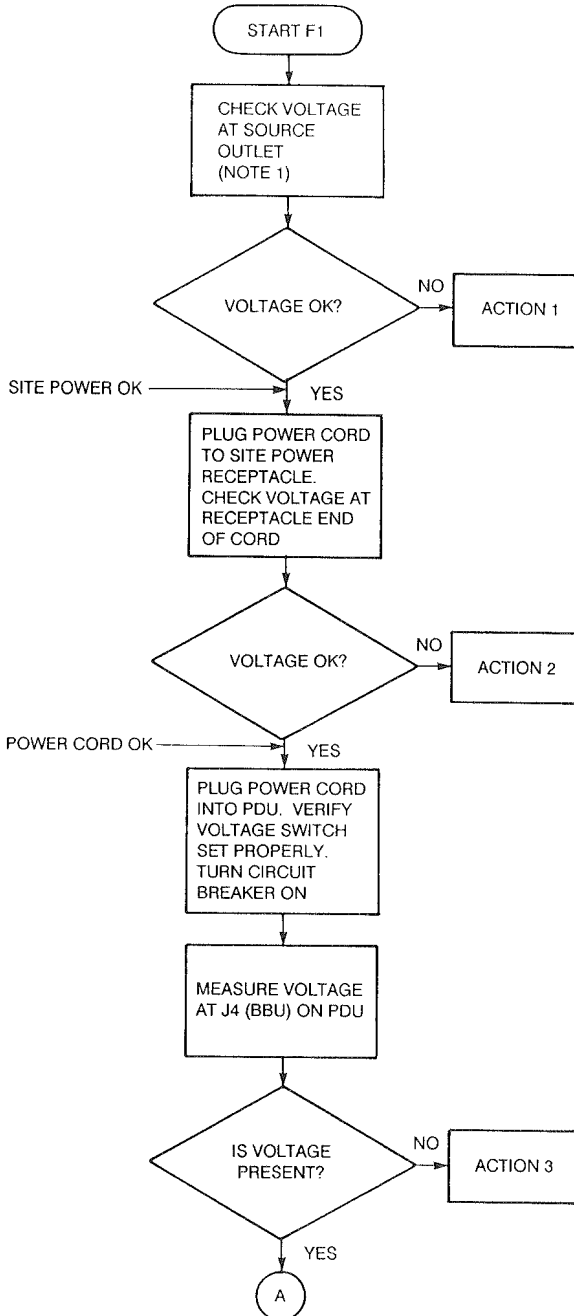 START F1
CHECK VOLTAGE
AT SOURCE
OUTLET
(NOTE 1)
VOLTAGE OK?
NO
ACTION 1
SITE POWER OK
YES
PLUG POWER CORD
TO SITE POWER
RECEPTACLE.
CHECK VOLTAGE AT
RECEPTACLE END
OF CORD
VOLTAGE OK?
NO
ACTION 2
POWER CORD OK
YES
PLUG POWER CORD
INTO PDU. VERIFY
VOLTAGE SWITCH
SET PROPERLY.
TURN CIRCUIT
BREAKER ON
MEASURE VOLTAGE
AT J4 (BBU) ON PDU
IS VOLTAGE
PRESENT?
NO
ACTION 3
YES
A